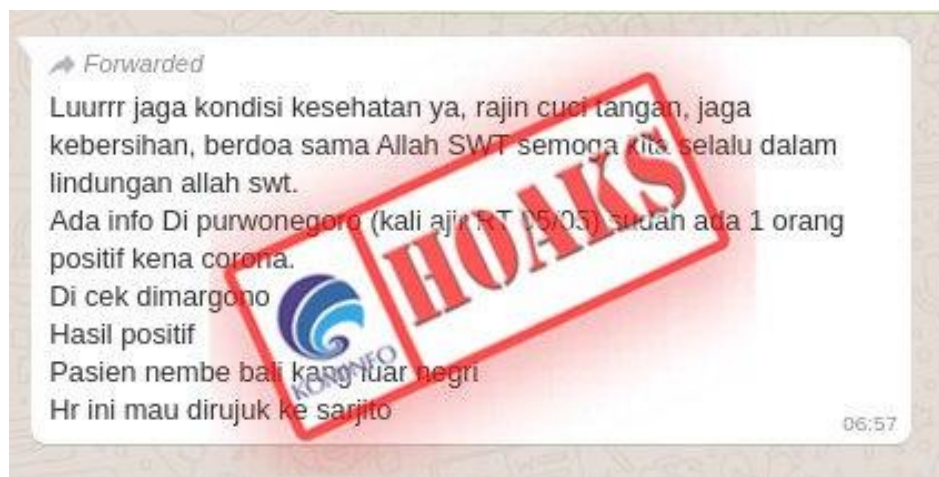 Forwarded
Luurrr jaga kondisi kesehatan ya, rajin cuci tangan, jaga
kebersihan, berdoa sama Allah SWT semoga kita selalu dalam
lindungan allah swt.
Ada info Di purwonegoro (kali ajir RT 05/05) sudah ada 1 orang
positif kena corona.
Di cek dimargono
Hasil positif
Pasien nembe bali kang luar negri
Hr ini mau dirujuk ke sarjito
06:57
HOAKS
KOMINFO